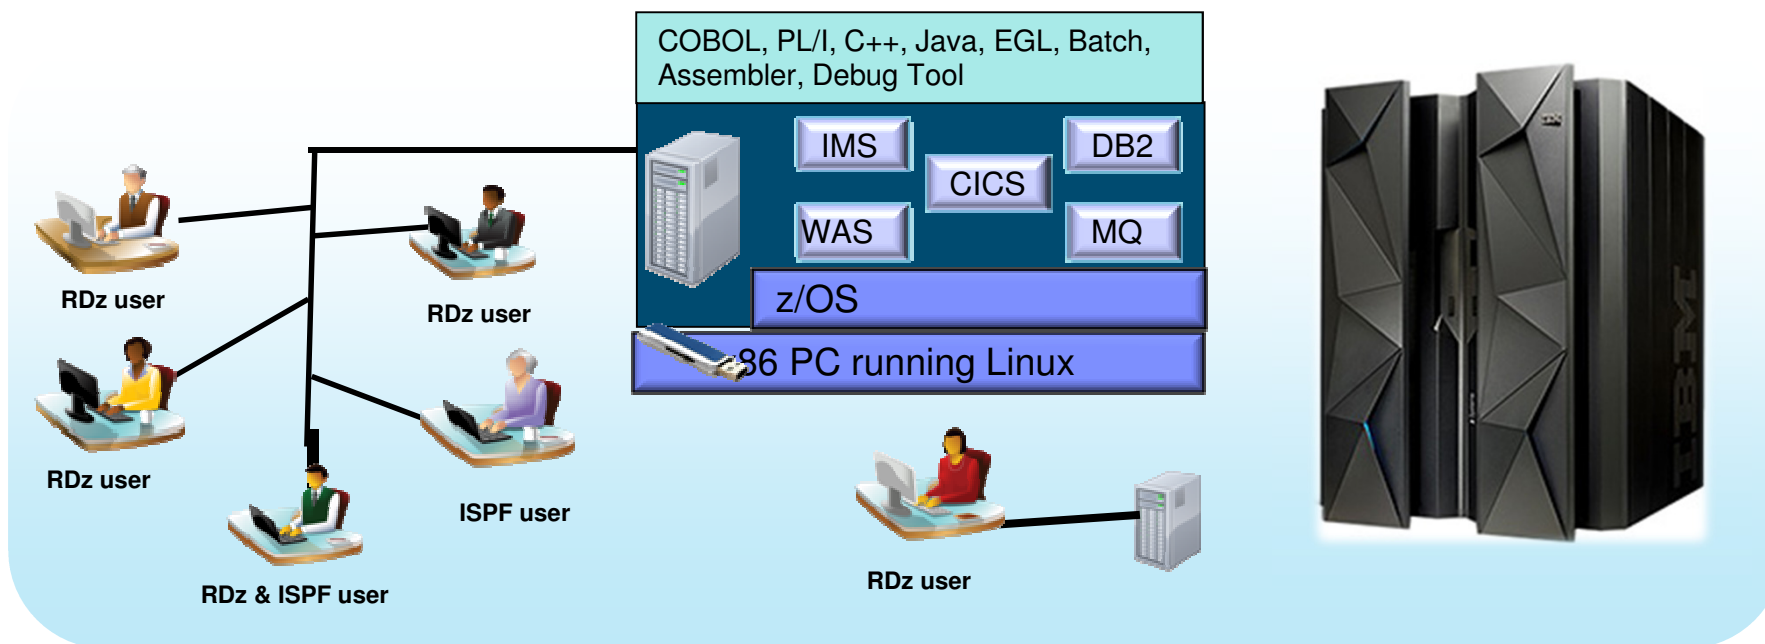 COBOL, PL/I, C++, Java, EGL, Batch,
Assembler, Debug Tool
IMS
DB2
CICS
WAS
MQ
z/OS
86 PC running Linux
RDz user
RDz user
RDz user
ISPF user
RDz & ISPF user
RDz user
IBM